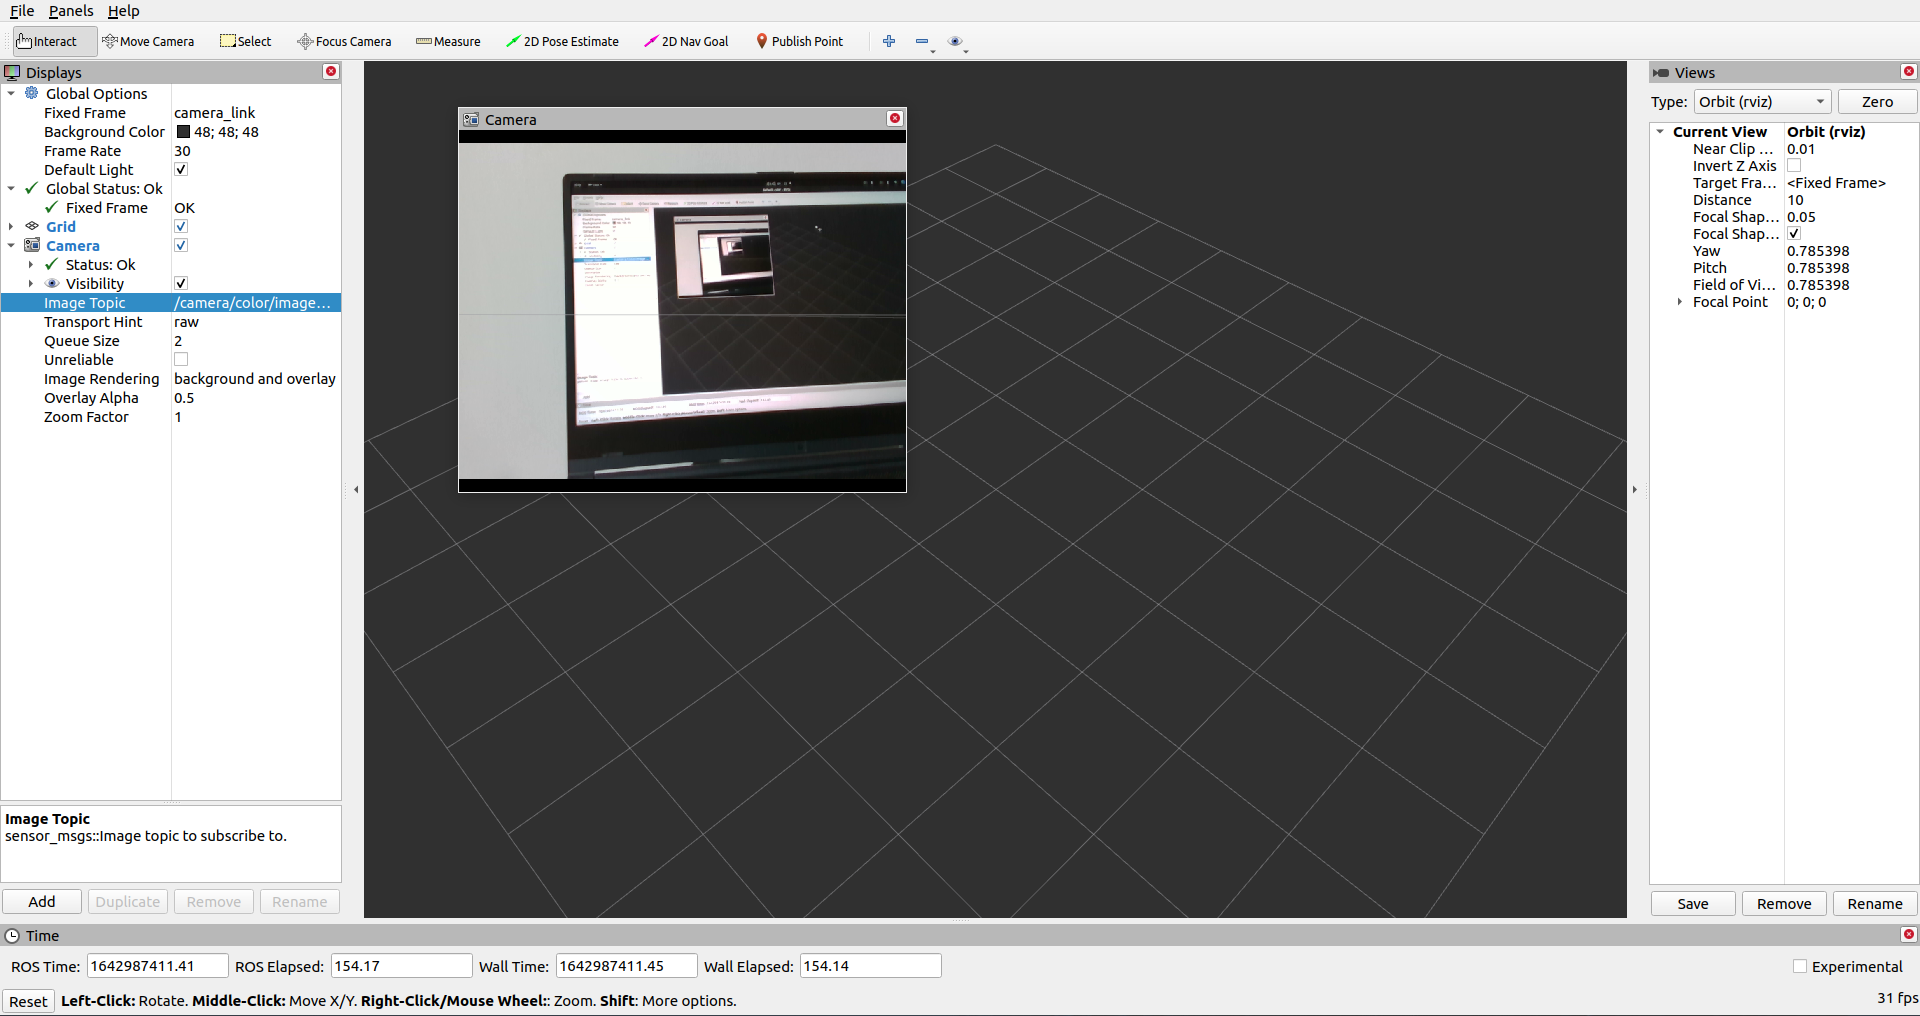 File Panels Help
Interact Move Camera Select Focus Camera Measure 2D Pose Estimate 2D Nav Goal Publish Point
Displays
Global Options
Fixed Frame camera_link
Background Color 48; 48; 48
Frame Rate 30
Default Light
Global Status: Ok
Fixed Frame OK
Grid
Camera
Status: Ok
Visibility
Image Topic /camera/color/image...
Transport Hint raw
Queue Size 2
Unreliable
Image Rendering background and overlay
Overlay Alpha 0.5
Zoom Factor 1
Image Topic
sensor_msgs::Image topic to subscribe to.
Add Duplicate Remove Rename
Camera
Views
Type: Orbit (rviz) Zero
Current View Orbit (rviz)
Near Clip ... 0.01
Invert Z Axis
Target Fra... <Fixed Frame>
Distance 10
Focal Shap... 0.05
Focal Shap...
Yaw 0.785398
Pitch 0.785398
Field of Vi... 0.785398
Focal Point 0; 0; 0
Save Remove Rename
Time
ROS Time: 1642987411.41 ROS Elapsed: 154.17 Wall Time: 1642987411.45 Wall Elapsed: 154.14 Experimental
Reset Left-Click: Rotate. Middle-Click: Move X/Y. Right-Click/Mouse Wheel:: Zoom. Shift: More options. 31 fps